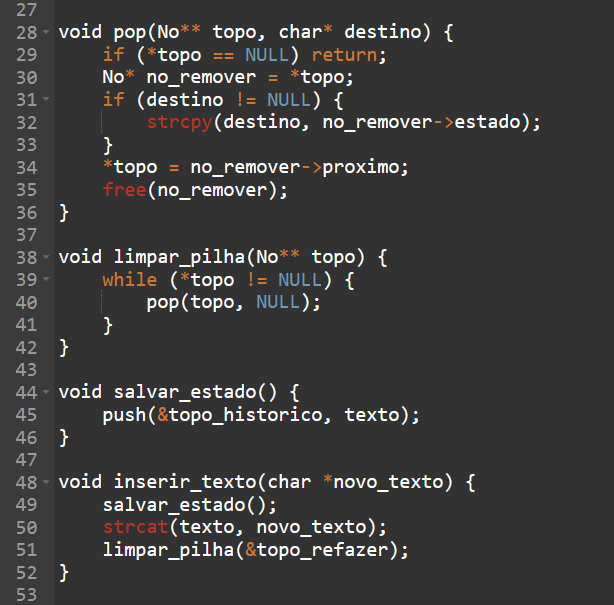 27
28 void pop(No** topo, char* destino) {
29     if (*topo == NULL) return;
30     No* no_remover = *topo;
31     if (destino != NULL) {
32         strcpy(destino, no_remover->estado);
33     }
34     *topo = no_remover->proximo;
35     free(no_remover);
36 }
37
38 void limpar_pilha(No** topo) {
39     while (*topo != NULL) {
40         pop(topo, NULL);
41     }
42 }
43
44 void salvar_estado() {
45     push(&topo_historico, texto);
46 }
47
48 void inserir_texto(char *novo_texto) {
49     salvar_estado();
50     strcat(texto, novo_texto);
51     limpar_pilha(&topo_refazer);
52 }
53